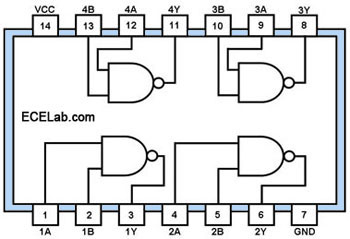 VCC 4B 4A 4Y 3B 3A 3Y
14 13 12 11 10 9 8
ECELab.com
1 2 3 4 5 6 7
1A 1B 1Y 2A 2B 2Y GND